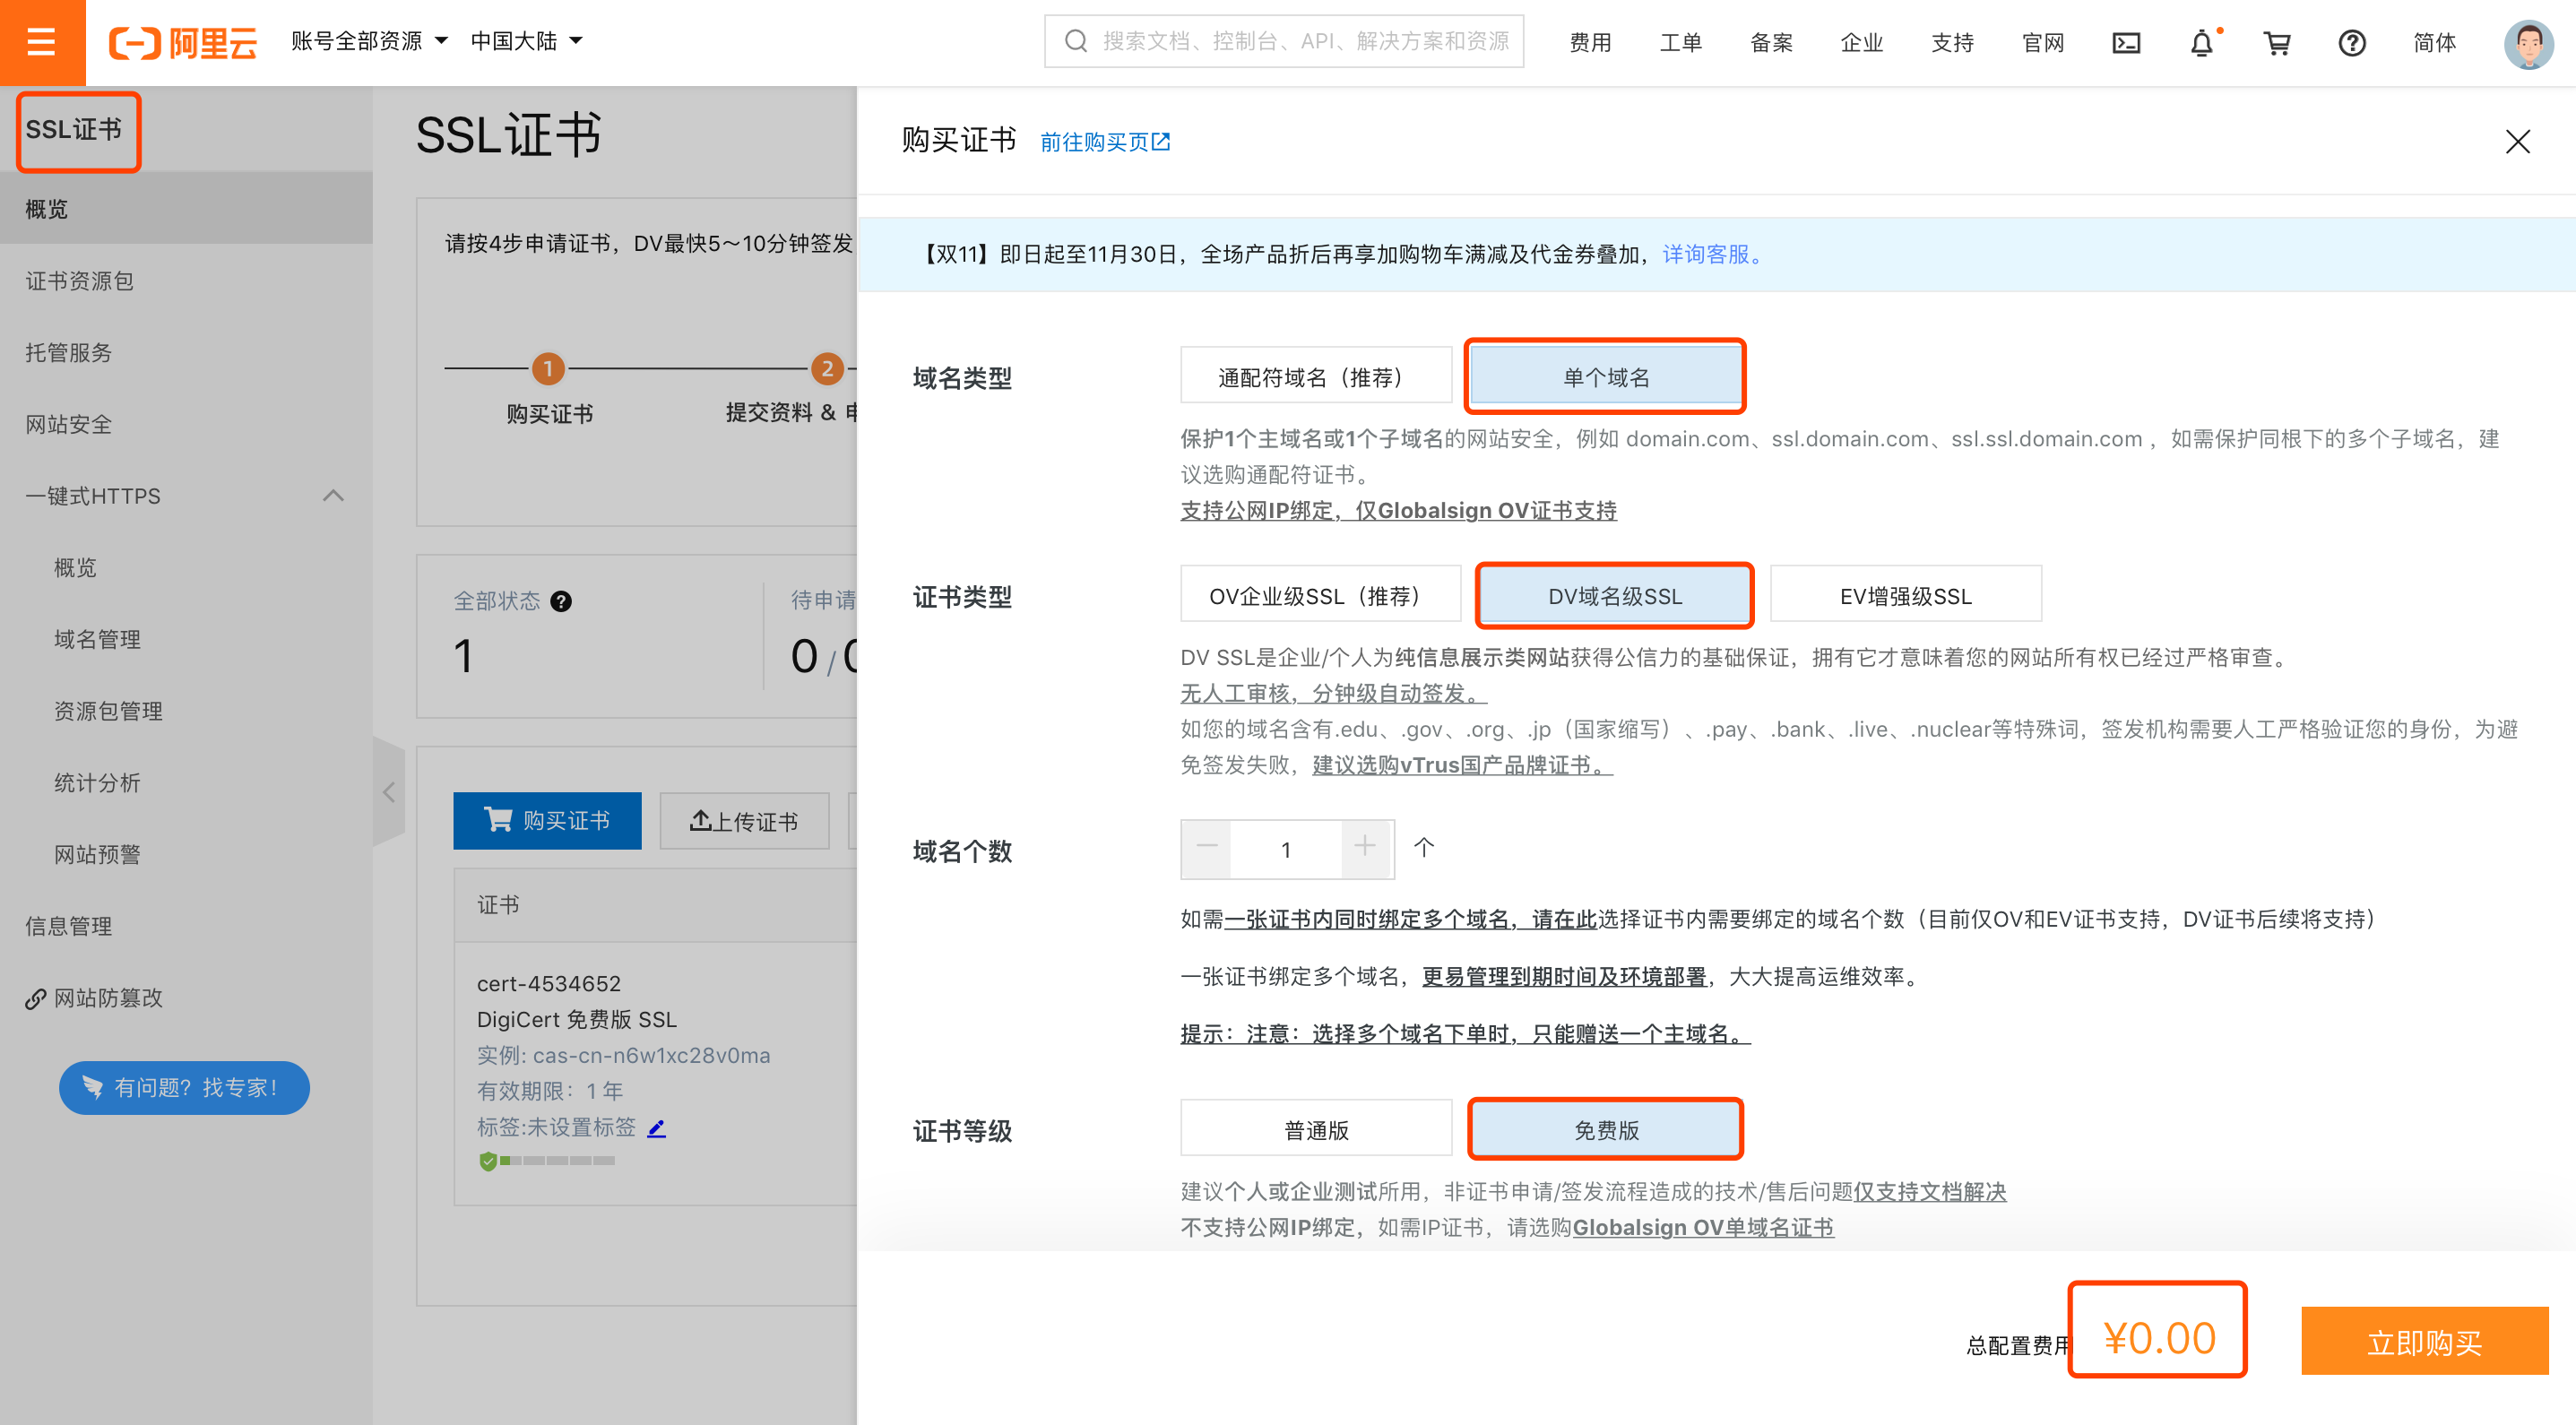 阿里云
账号全部资源
中国大陆
搜索文档、控制台、API、解决方案和资源
费用
工单
备案
企业
支持
官网
简体
SSL证书
概览
证书资源包
托管服务
网站安全
一键式HTTPS
概览
域名管理
资源包管理
统计分析
网站预警
信息管理
网站防篡改
有问题？找专家！
SSL证书
请按4步申请证书，DV最快5～10分钟签发
1
2
购买证书
提交资料 &
全部状态
1
待申请
0 /
购买证书
上传证书
证书
cert-4534652
DigiCert 免费版 SSL
实例: cas-cn-n6w1xc28v0ma
有效期限：1 年
标签:未设置标签
购买证书
前往购买页
【双11】即日起至11月30日，全场产品折后再享加购物车满减及代金券叠加，详询客服。
域名类型
通配符域名（推荐）
单个域名
保护1个主域名或1个子域名的网站安全，例如 domain.com、ssl.domain.com、ssl.ssl.domain.com ，如需保护同根下的多个子域名，建
议选购通配符证书。
支持公网IP绑定，仅Globalsign OV证书支持
证书类型
OV企业级SSL（推荐）
DV域名级SSL
EV增强级SSL
DV SSL是企业/个人为纯信息展示类网站获得公信力的基础保证，拥有它才意味着您的网站所有权已经过严格审查。
无人工审核，分钟级自动签发。
如您的域名含有.edu、.gov、.org、.jp（国家缩写）、.pay、.bank、.live、.nuclear等特殊词，签发机构需要人工严格验证您的身份，为避
免签发失败，建议选购vTrus国产品牌证书。
域名个数
1
个
如需一张证书内同时绑定多个域名，请在此选择证书内需要绑定的域名个数（目前仅OV和EV证书支持，DV证书后续将支持）
一张证书绑定多个域名，更易管理到期时间及环境部署，大大提高运维效率。
提示：注意：选择多个域名下单时，只能赠送一个主域名。
证书等级
普通版
免费版
建议个人或企业测试所用，非证书申请/签发流程造成的技术/售后问题仅支持文档解决
不支持公网IP绑定，如需IP证书，请选购Globalsign OV单域名证书
总配置费用
¥0.00
立即购买